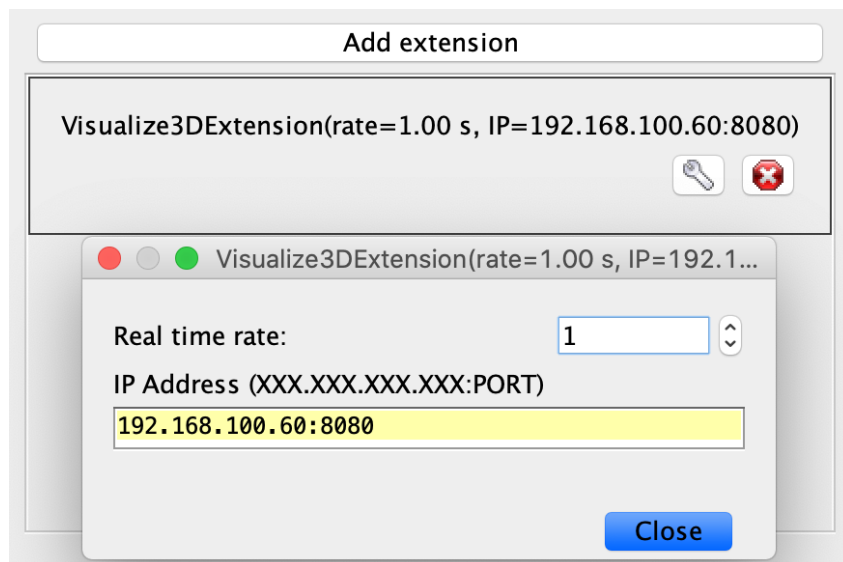 Add extension
Visualize3DExtension(rate=1.00 s, IP=192.168.100.60:8080)
Visualize3DExtension(rate=1.00 s, IP=192.1...
Real time rate:
1
IP Address (XXX.XXX.XXX.XXX:PORT)
192.168.100.60:8080
Close